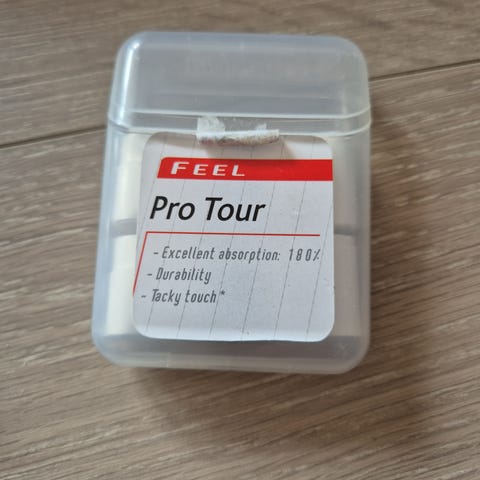 FEEL
Pro Tour
- Excellent absorption: 180%
- Durability
- Tacky touch*